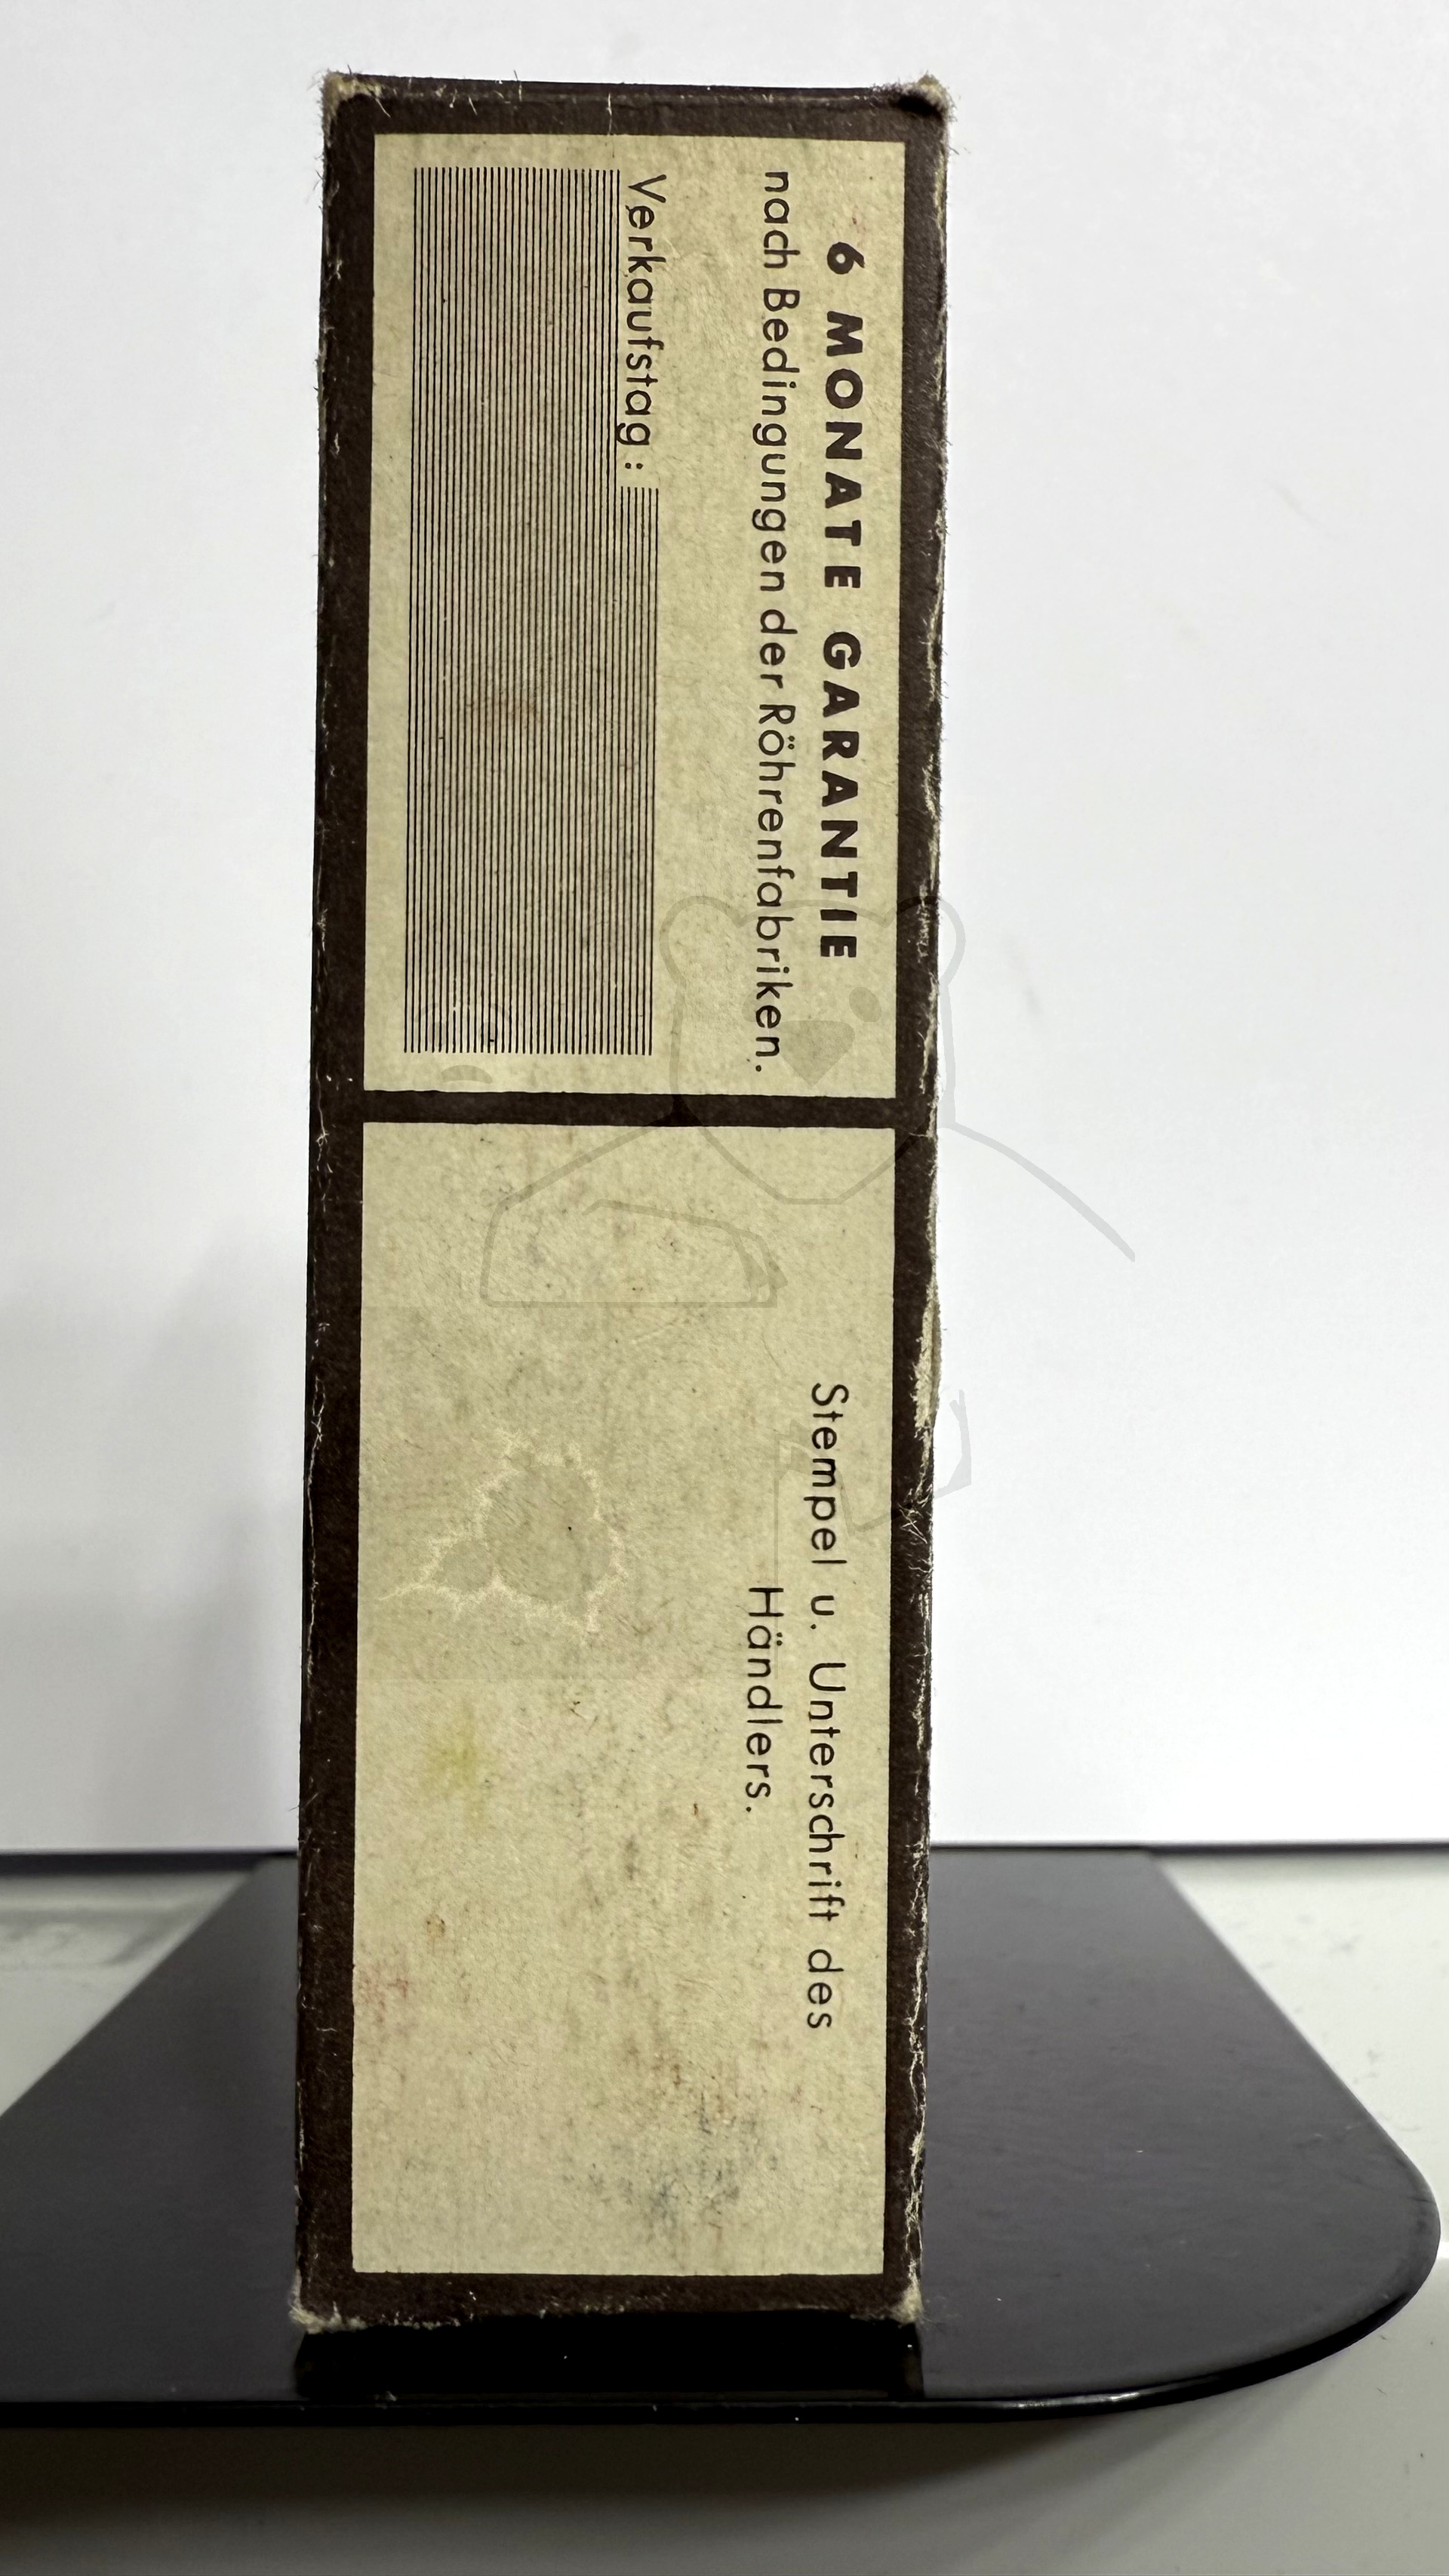 6 MONATE GARANTIE
nach Bedingungen der Röhrenfabriken.
Verkaufstag :
Stempel u. Unterschrift des
Händlers.